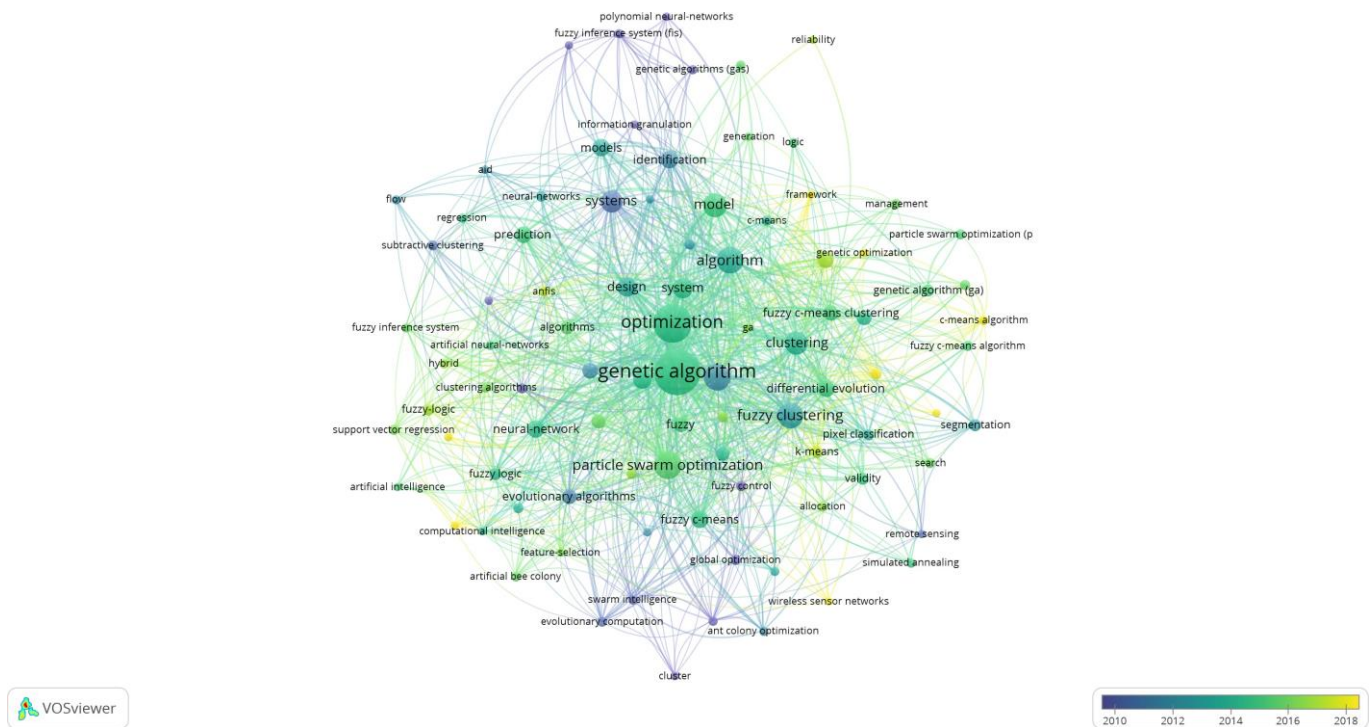 polynomial neural-networks
fuzzy inference system (fis)
reliability
genetic algorithms (gas)
information granulation
generation
models
logic
identification
aid
flow
neural-networks
systems
model
framework
management
regression
c-means
prediction
particle swarm optimization (p
subtractive clustering
genetic optimization
algorithm
design
system
anfis
genetic algorithm (ga)
fuzzy c-means clustering
c-means algorithm
optimization
ga
fuzzy inference system
algorithms
artificial neural-networks
clustering
fuzzy c-means algorithm
hybrid
genetic algorithm
clustering algorithms
differential evolution
fuzzy-logic
fuzzy clustering
fuzzy
segmentation
support vector regression
neural-network
pixel classification
k-means
particle swarm optimization
search
fuzzy logic
validity
artificial intelligence
fuzzy control
evolutionary algorithms
allocation
fuzzy c-means
computational intelligence
remote sensing
feature-selection
global optimization
simulated annealing
artificial bee colony
swarm intelligence
wireless sensor networks
evolutionary computation
ant colony optimization
cluster
VOSviewer
2010 2012 2014 2016 2018